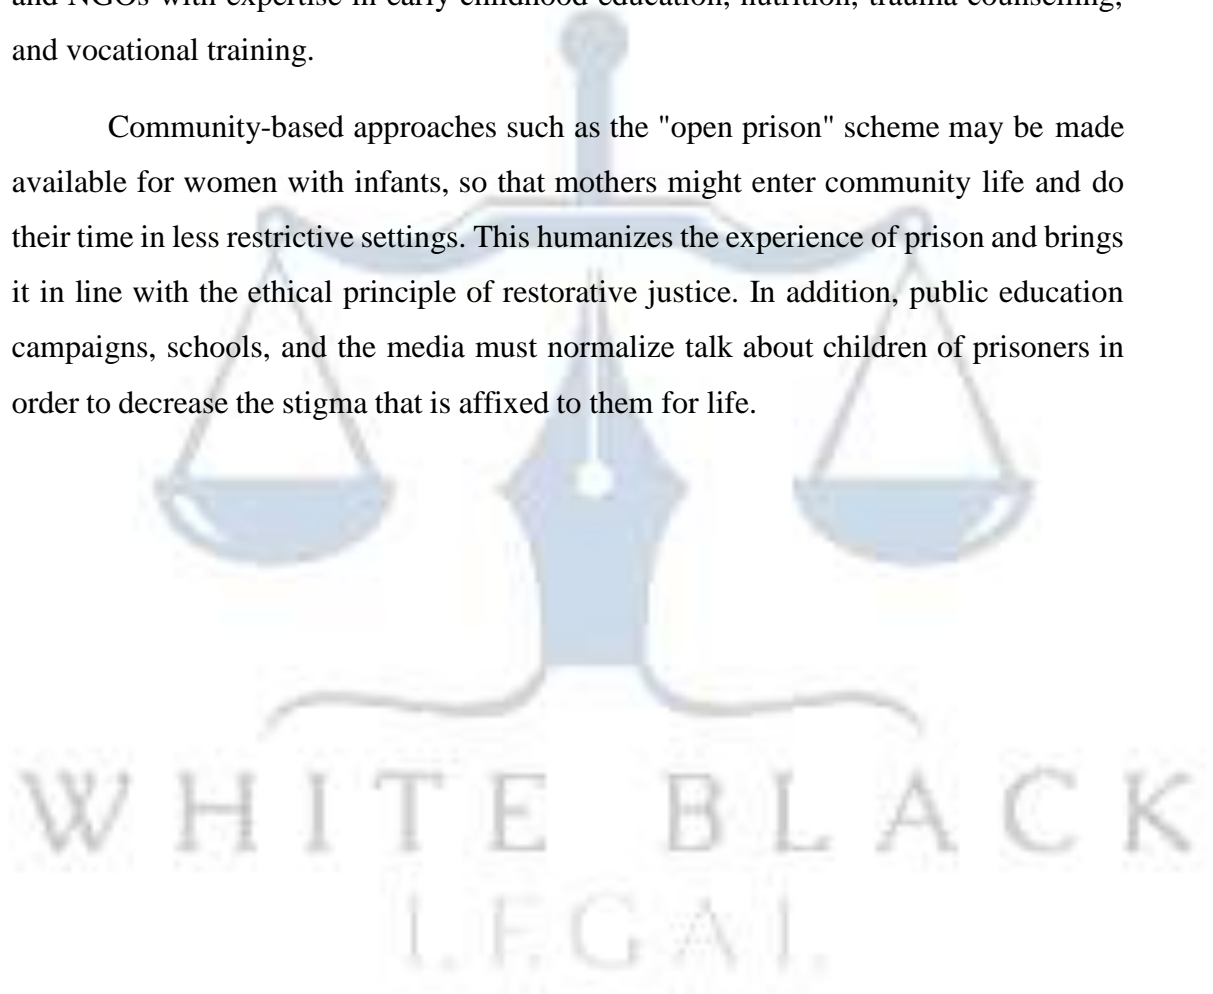 and NGOs with expertise in early childhood education, nutrition, trauma counselling,
and vocational training.
Community-based approaches such as the "open prison" scheme may be made
available for women with infants, so that mothers might enter community life and do
their time in less restrictive settings. This humanizes the experience of prison and brings
it in line with the ethical principle of restorative justice. In addition, public education
campaigns, schools, and the media must normalize talk about children of prisoners in
order to decrease the stigma that is affixed to them for life.
WHITE BLACK
LEGAL